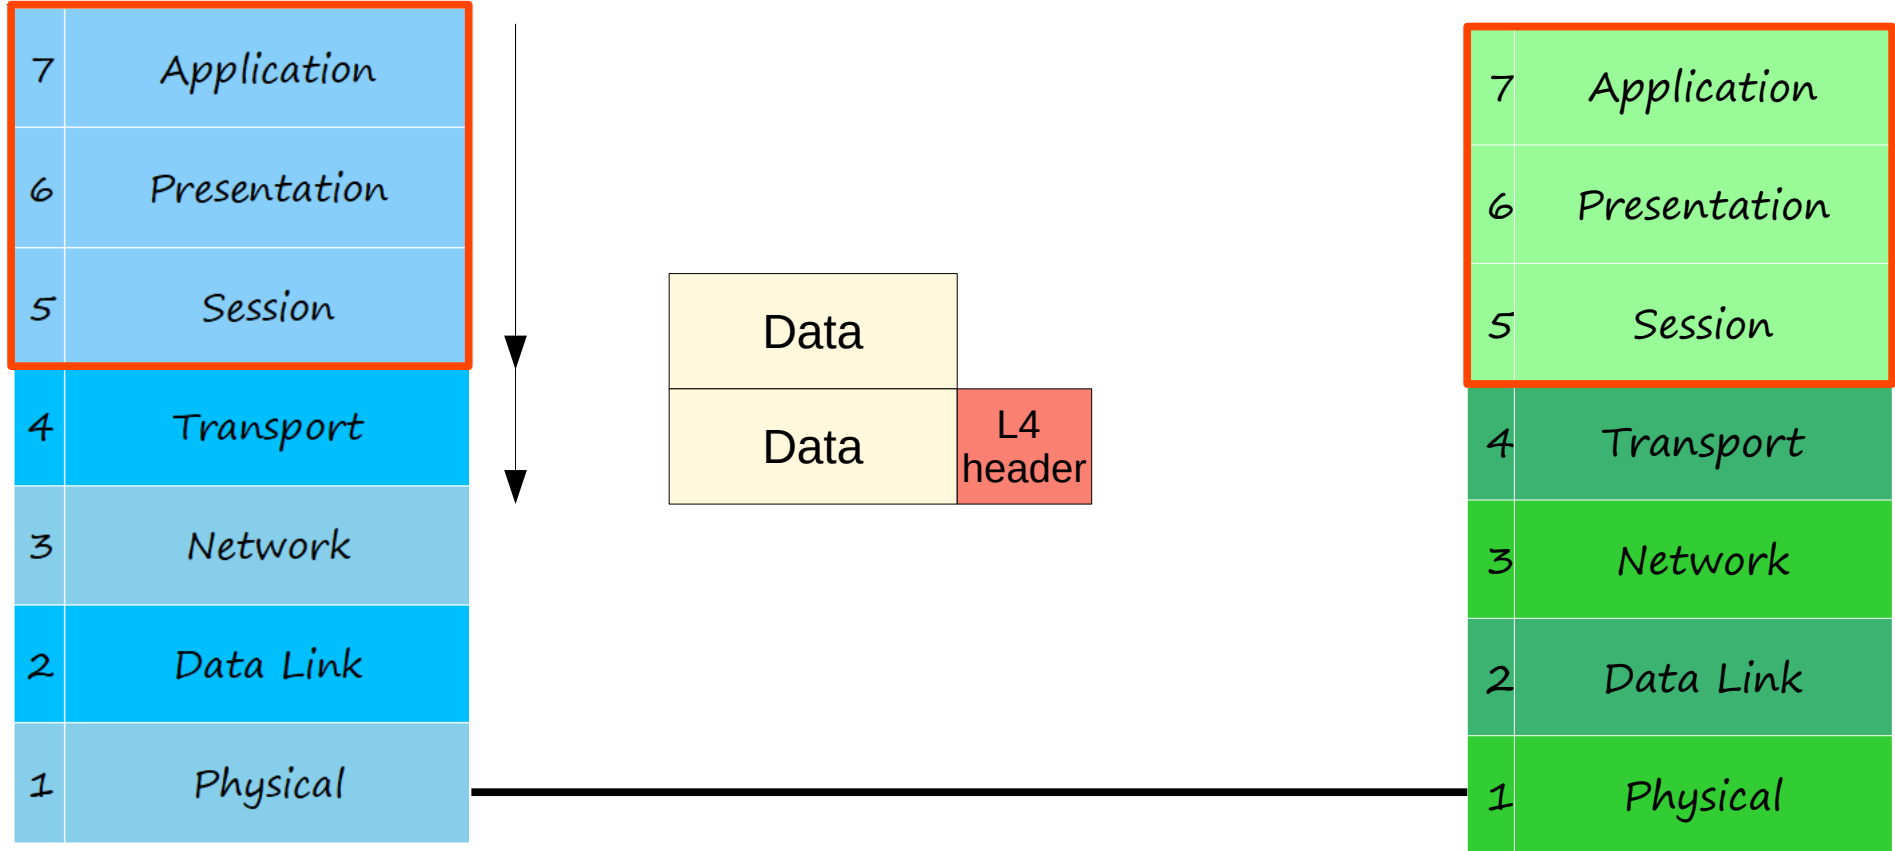 7 Application
6 Presentation
5 Session
4 Transport
3 Network
2 Data Link
1 Physical
Data
Data
L4
header
7 Application
6 Presentation
5 Session
4 Transport
3 Network
2 Data Link
1 Physical